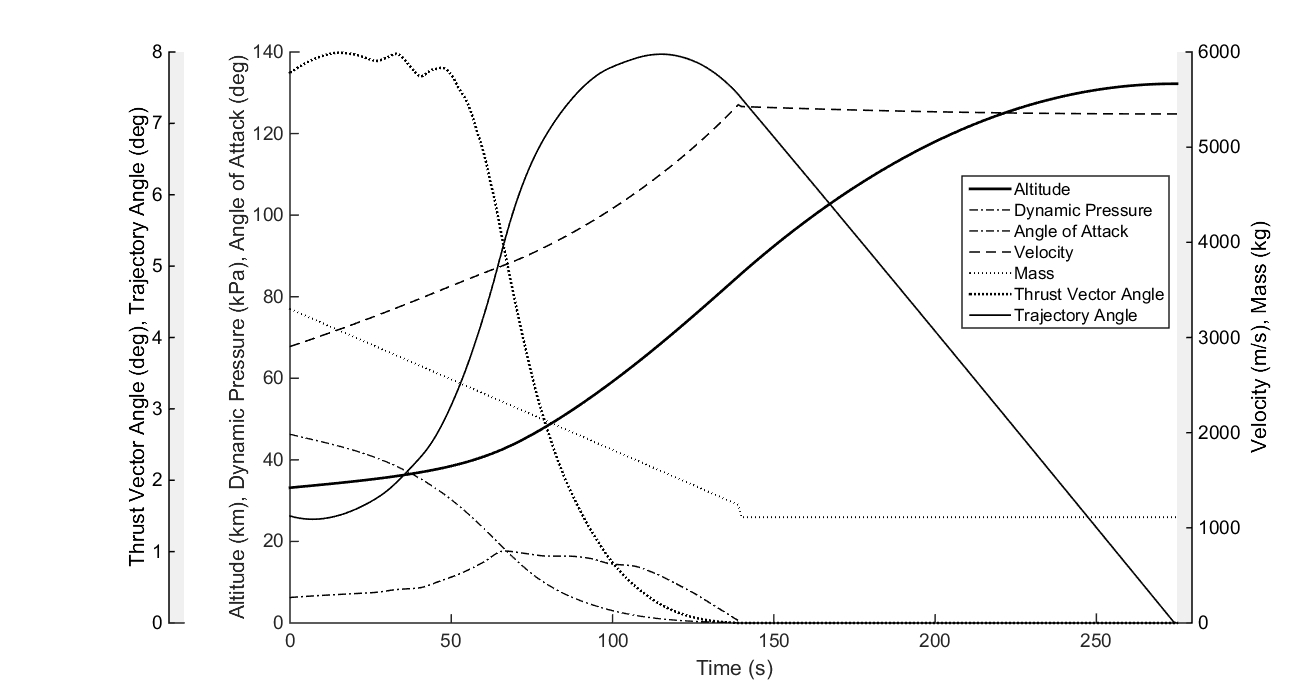 Thrust Vector Angle (deg), Trajectory Angle (deg)
8
7
6
5
4
3
2
1
0
Altitude (km), Dynamic Pressure (kPa), Angle of Attack (deg)
140
120
100
80
60
40
20
0
0 50 100 150 200 250
Time (s)
Altitude
Dynamic Pressure
Angle of Attack
Velocity
Mass
Thrust Vector Angle
Trajectory Angle
6000
5000
4000
3000
2000
1000
0
Velocity (m/s), Mass (kg)